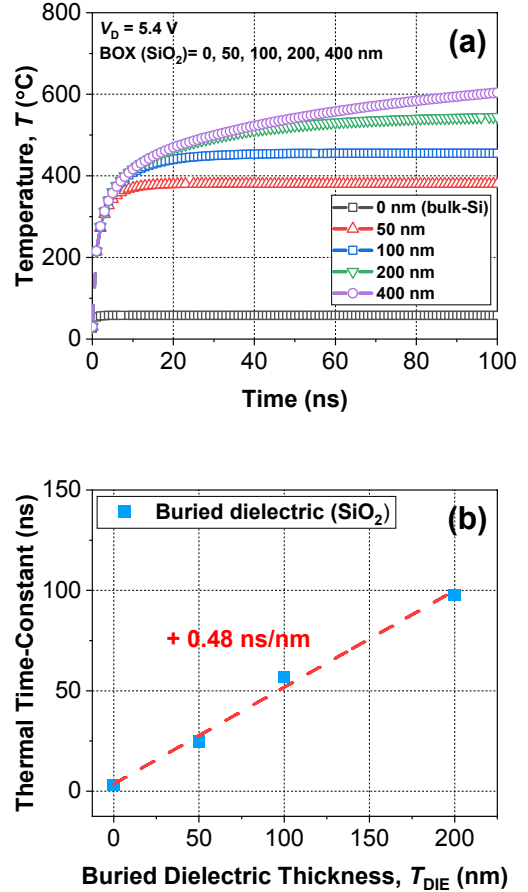 V_D = 5.4 V
BOX (SiO₂)= 0, 50, 100, 200, 400 nm
(a)
800
600
400
200
0
Temperature, T (°C)
0 nm (bulk-Si)
50 nm
100 nm
200 nm
400 nm
0 20 40 60 80 100
Time (ns)
150
100
50
0
Thermal Time-Constant (ns)
Buried dielectric (SiO₂)
(b)
+ 0.48 ns/nm
0 50 100 150 200
Buried Dielectric Thickness, T_DIE (nm)